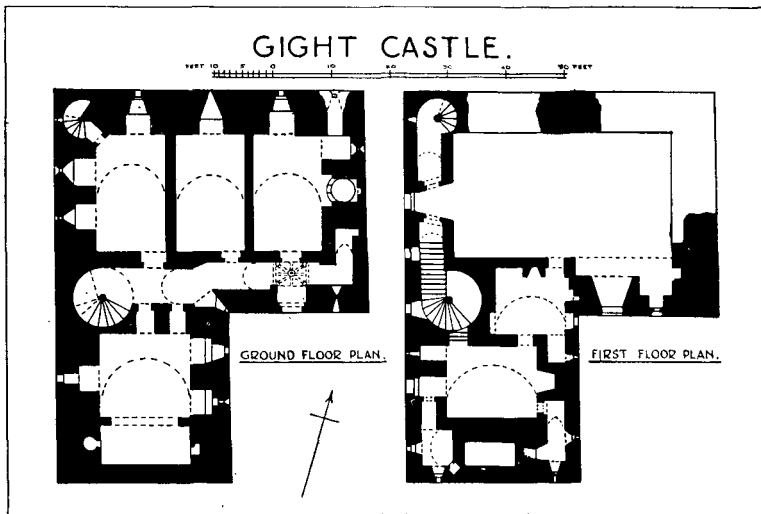 GIGHT CASTLE.
FEET 10 5 0 10 20 30 40 50 FEET
GROUND FLOOR PLAN.
FIRST FLOOR PLAN.